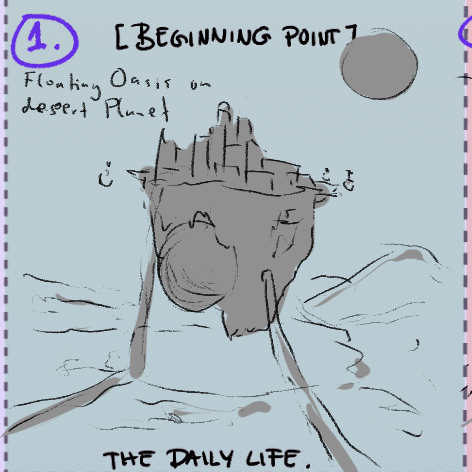 1.
[BEGINNING POINT]
Floating Oasis on
desert Planet
THE DAILY LIFE.